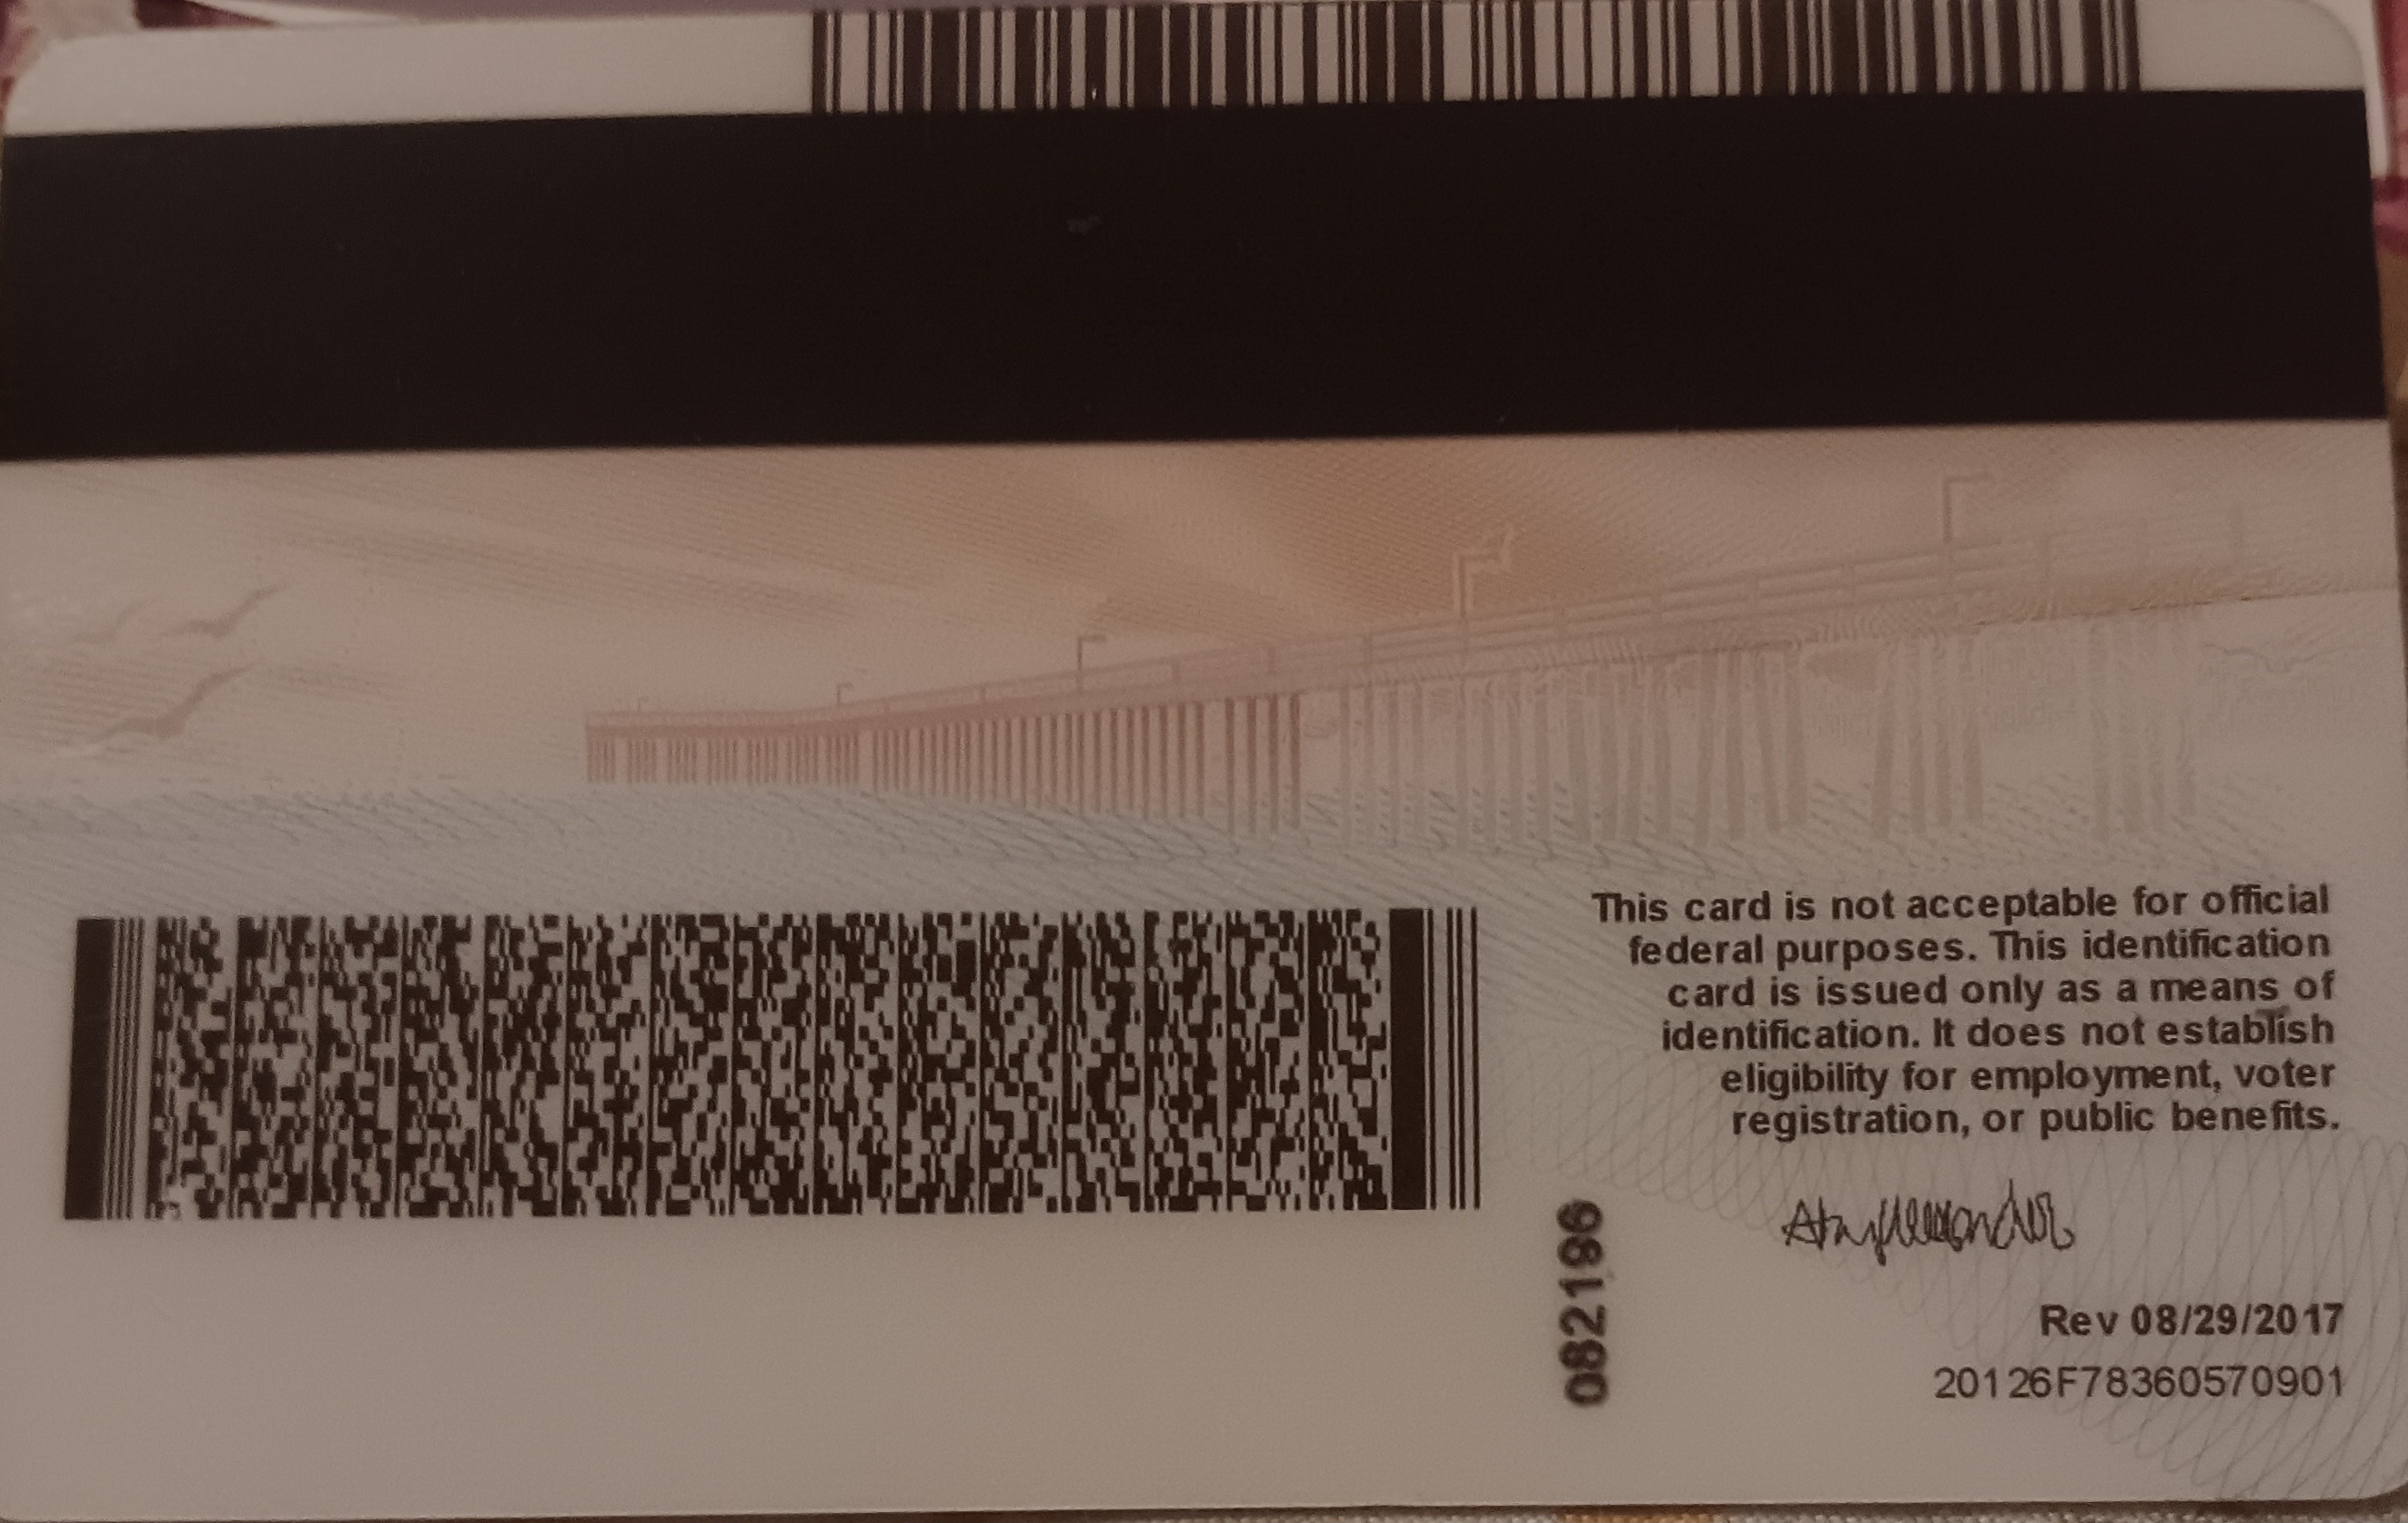 This card is not acceptable for official
federal purposes. This identification
card is issued only as a means of
identification. It does not establish
eligibility for employment, voter
registration, or public benefits.
082186
Rev 08/29/2017
20126F78360570901